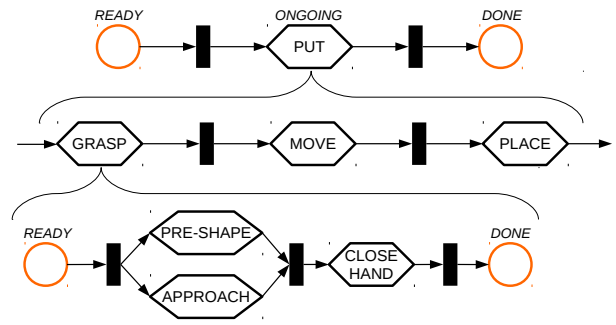 READY
ONGOING
DONE
PUT
GRASP
MOVE
PLACE
READY
DONE
PRE-SHAPE
CLOSE
HAND
APPROACH